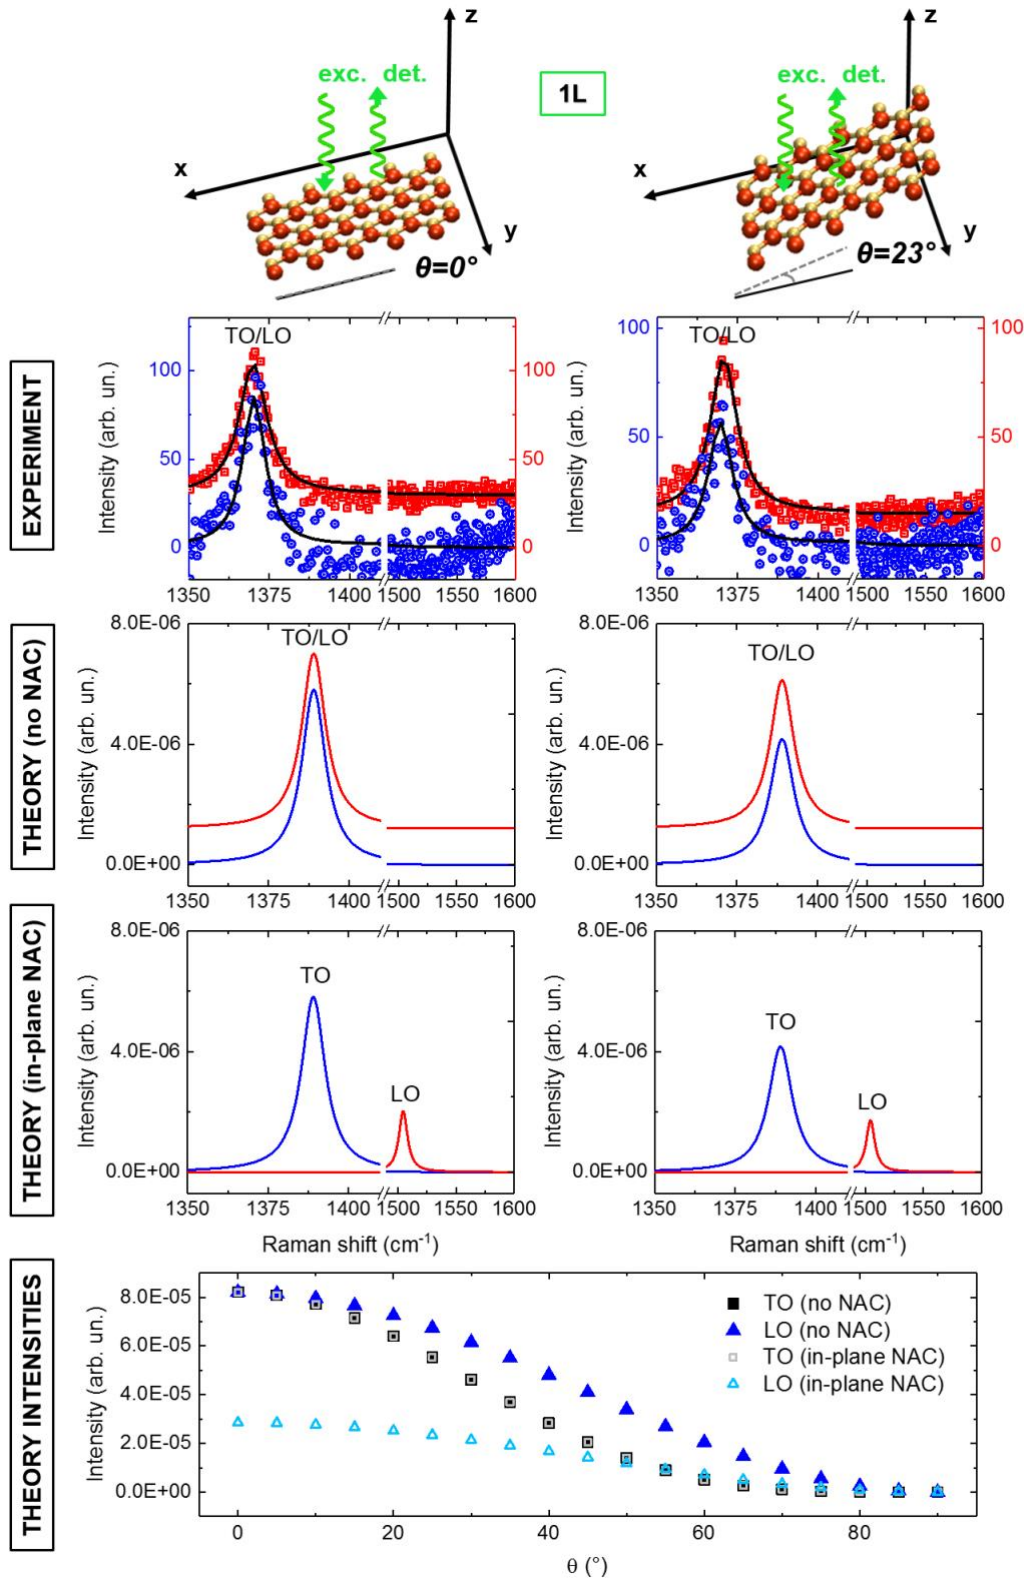 z z
exc. det. 1L exc. det.
x x
y y
θ=0° θ=23°
EXPERIMENT
Intensity (arb. un.)
TO/LO
100 100
50 50
0 0
1350 1375 1400 1500 1550 1600
Intensity (arb. un.)
TO/LO
100 100
50 50
0 0
1350 1375 1400 1500 1550 1600
THEORY (no NAC)
Intensity (arb. un.)
8.0E-06
4.0E-06
0.0E+00
TO/LO
1350 1375 1400 1500 1550 1600
Intensity (arb. un.)
8.0E-06
4.0E-06
0.0E+00
TO/LO
1350 1375 1400 1500 1550 1600
THEORY (in-plane NAC)
Intensity (arb. un.)
8.0E-06
4.0E-06
0.0E+00
TO
LO
1350 1375 1400 1500 1550 1600
Raman shift (cm⁻¹)
Intensity (arb. un.)
8.0E-06
4.0E-06
0.0E+00
TO
LO
1350 1375 1400 1500 1550 1600
Raman shift (cm⁻¹)
THEORY INTENSITIES
Intensity (arb. un.)
8.0E-05
6.0E-05
4.0E-05
2.0E-05
0.0E+00
TO (no NAC)
LO (no NAC)
TO (in-plane NAC)
LO (in-plane NAC)
0 20 40 60 80
θ (°)